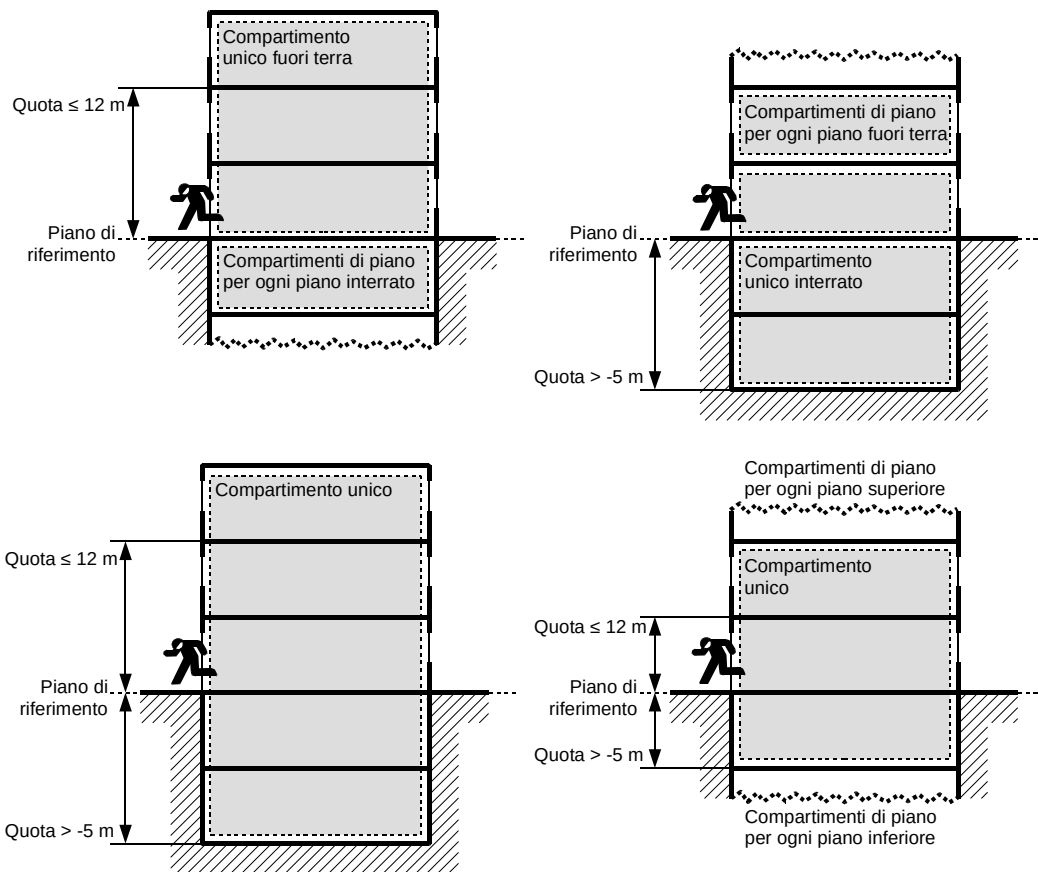 Compartimento
unico fuori terra
Quota ≤ 12 m
Piano di
riferimento
Compartimenti di piano
per ogni piano interrato
Compartimenti di piano
per ogni piano fuori terra
Piano di
riferimento
Compartimento
unico interrato
Quota > -5 m
Compartimento unico
Quota ≤ 12 m
Piano di
riferimento
Quota > -5 m
Compartimenti di piano
per ogni piano superiore
Compartimento
unico
Quota ≤ 12 m
Piano di
riferimento
Quota > -5 m
Compartimenti di piano
per ogni piano inferiore